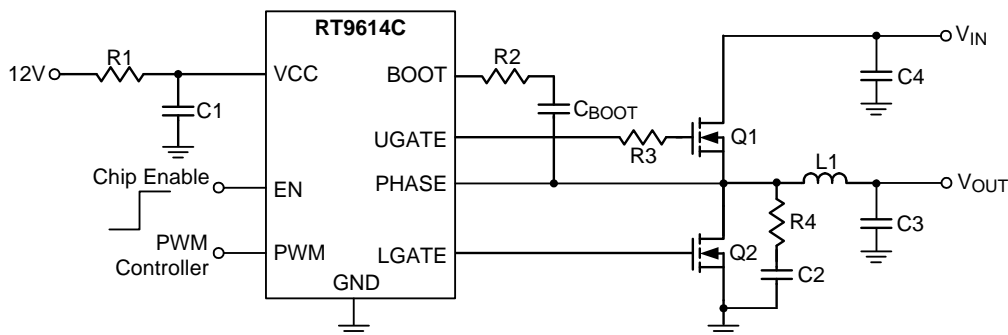 RT9614C
12V
R1
C1
VCC
BOOT
R2
CBOOT
VIN
C4
UGATE
R3
Q1
Chip Enable
EN
PHASE
L1
VOUT
R4
C3
PWM
Controller
PWM
LGATE
Q2
C2
GND